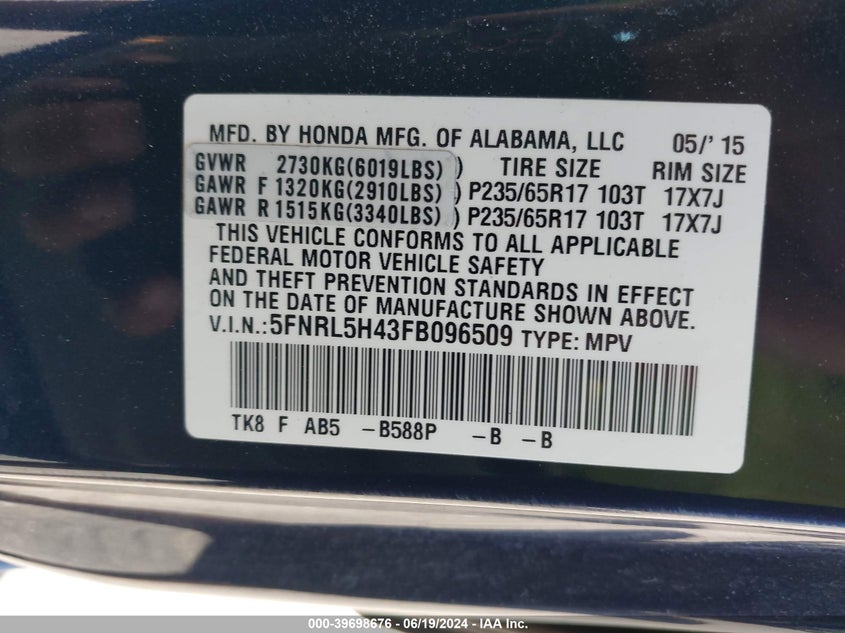 MFD. BY HONDA MFG. OF ALABAMA, LLC 05/' 15
GVWR 2730KG(6019LBS) ) TIRE SIZE RIM SIZE
GAWR F 1320KG(2910LBS) ) P235/65R17 103T 17X7J
GAWR R 1515KG(3340LBS) ) P235/65R17 103T 17X7J
THIS VEHICLE CONFORMS TO ALL APPLICABLE
FEDERAL MOTOR VEHICLE SAFETY
AND THEFT PREVENTION STANDARDS IN EFFECT
ON THE DATE OF MANUFACTURE SHOWN ABOVE.
V.I.N.:5FNRL5H43FB096509 TYPE: MPV
TK8 F AB5 -B588P -B -B
000-39698676 - 06/19/2024 - IAAI.com